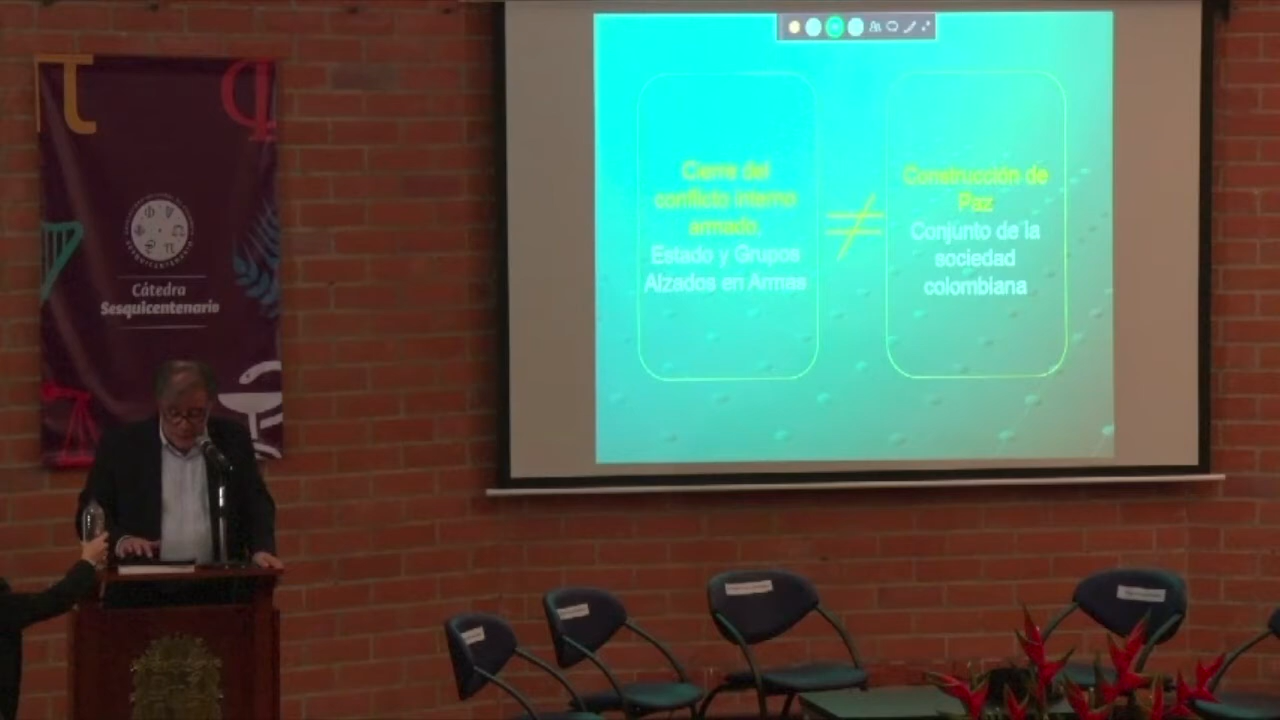 Cierre del
conflicto interno
armado,
Estado y Grupos
Alzados en Armas
≠
Construcción de
Paz
Conjunto de la
sociedad
colombiana
Cátedra
Sesquicentenario